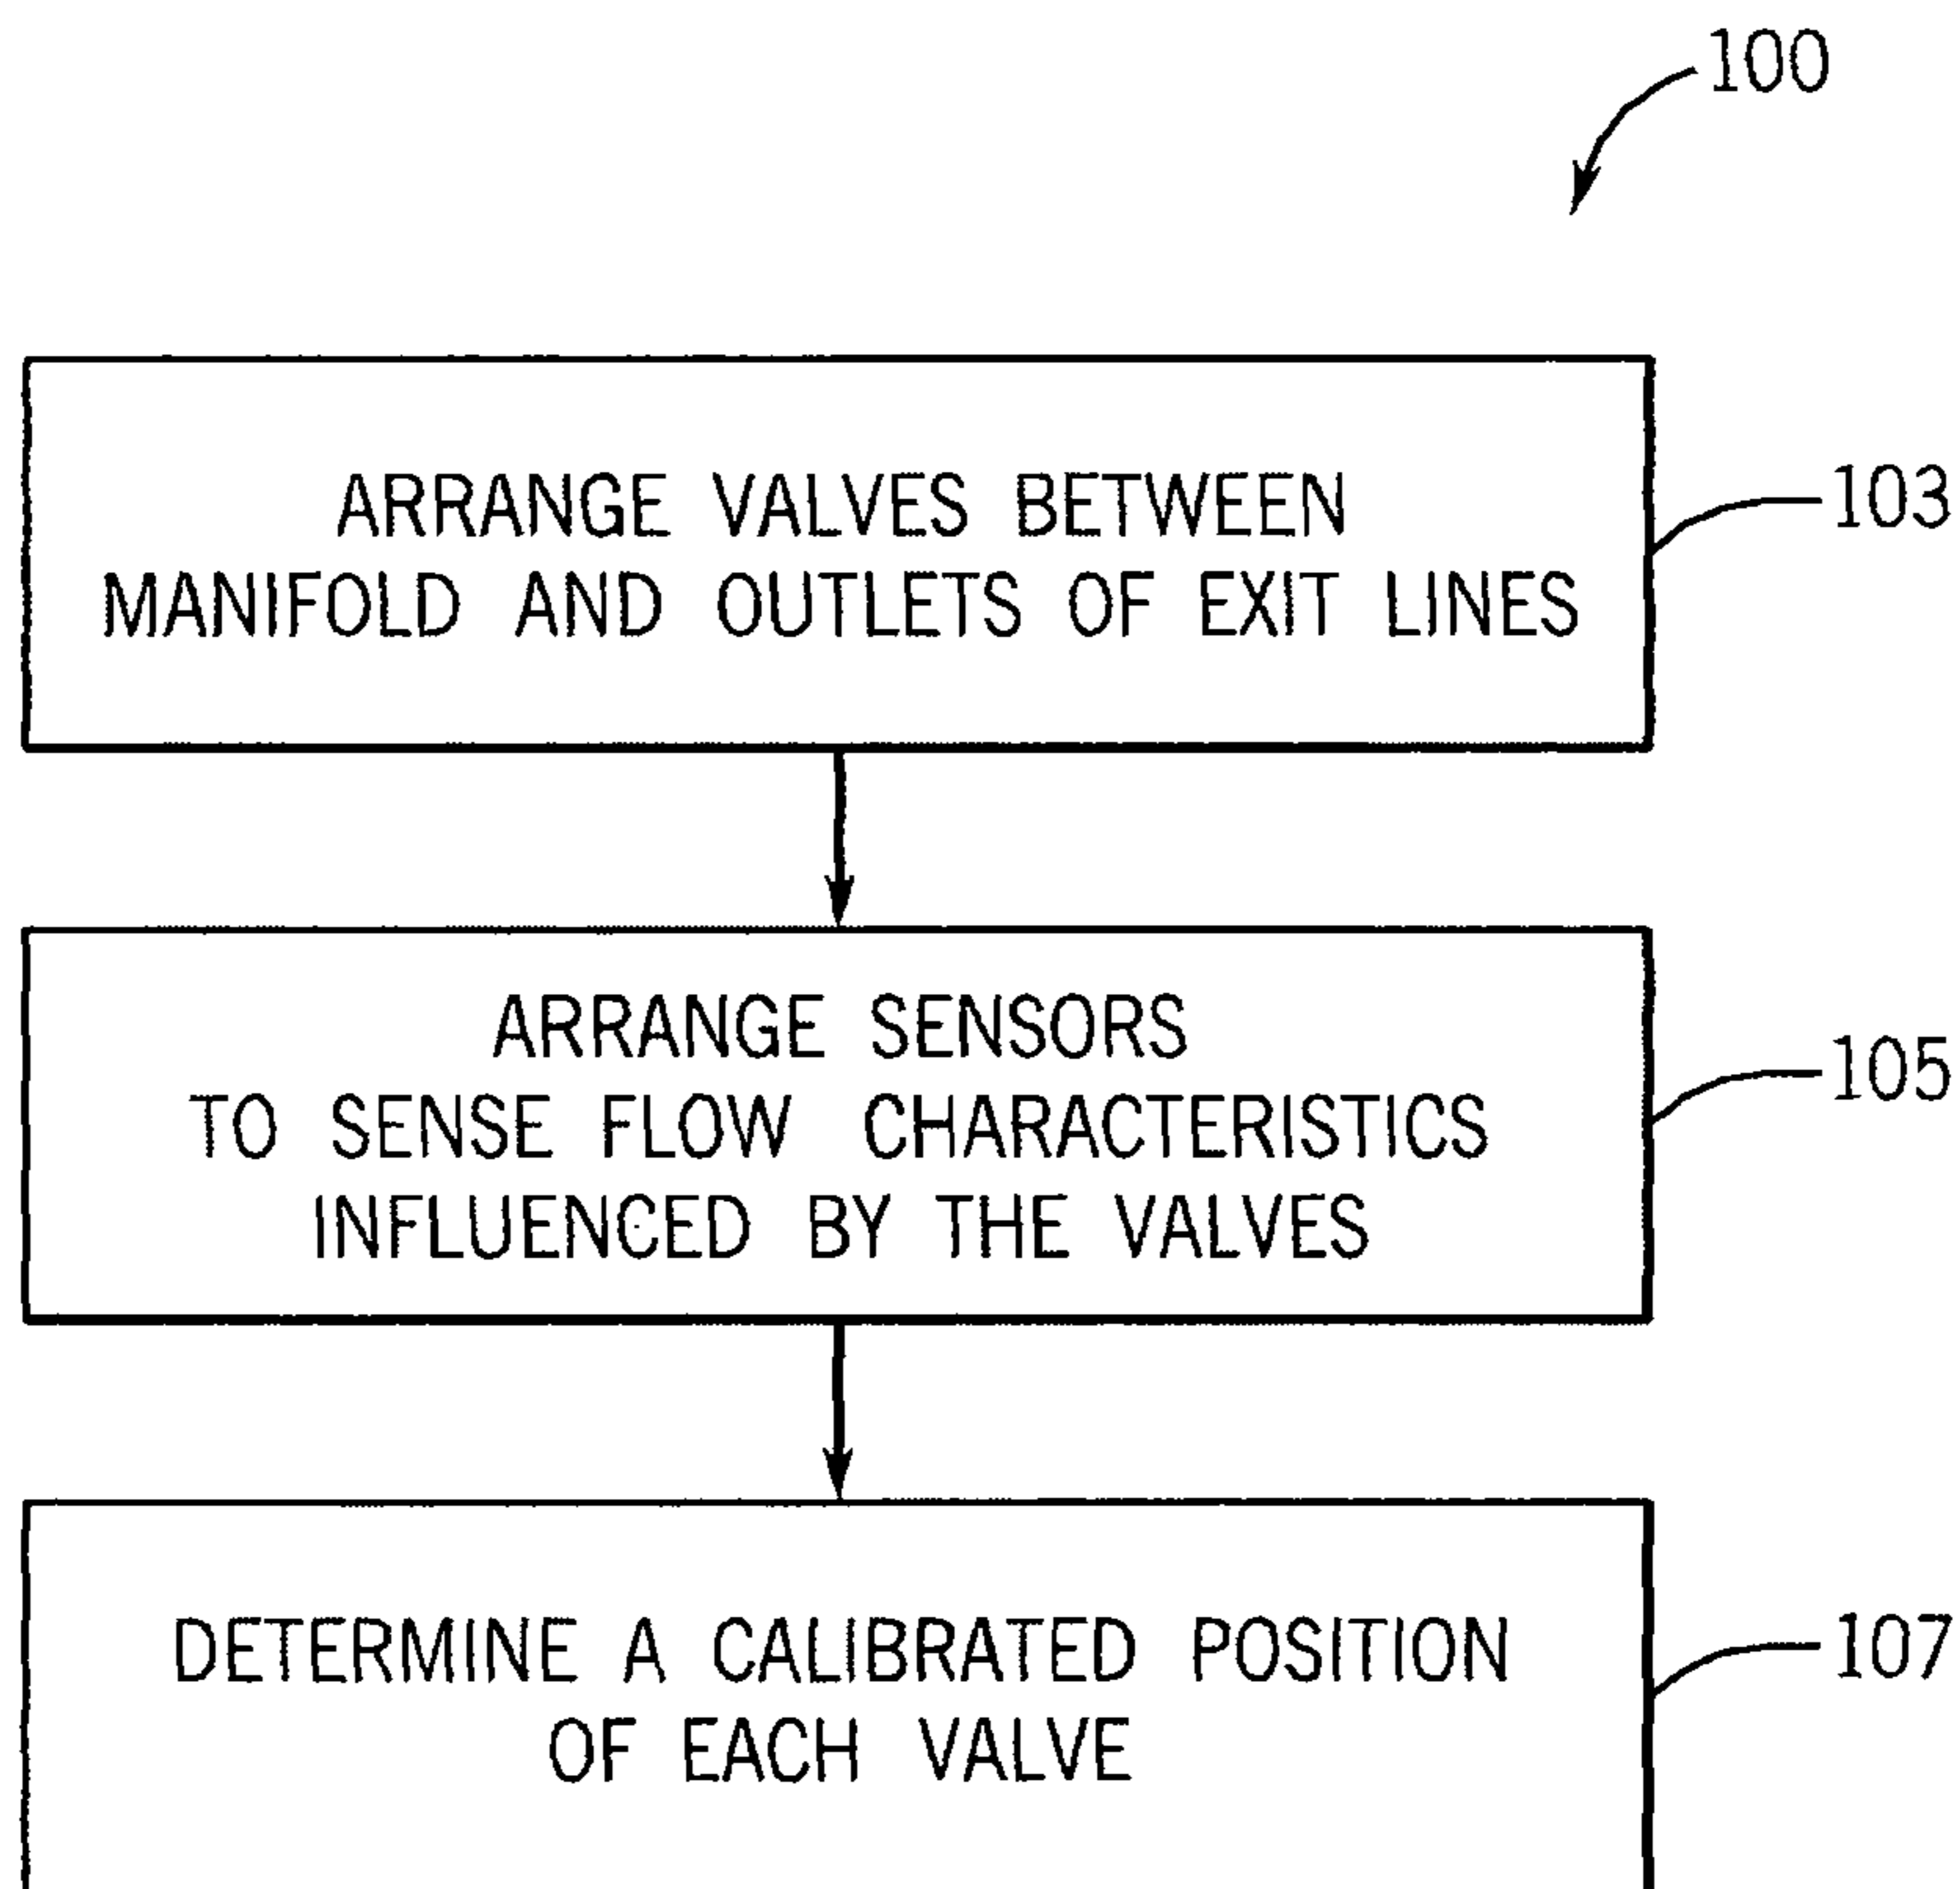 100
ARRANGE VALVES BETWEEN
MANIFOLD AND OUTLETS OF EXIT LINES
103
ARRANGE SENSORS
TO SENSE FLOW CHARACTERISTICS
INFLUENCED BY THE VALVES
105
DETERMINE A CALIBRATED POSITION
OF EACH VALVE
107